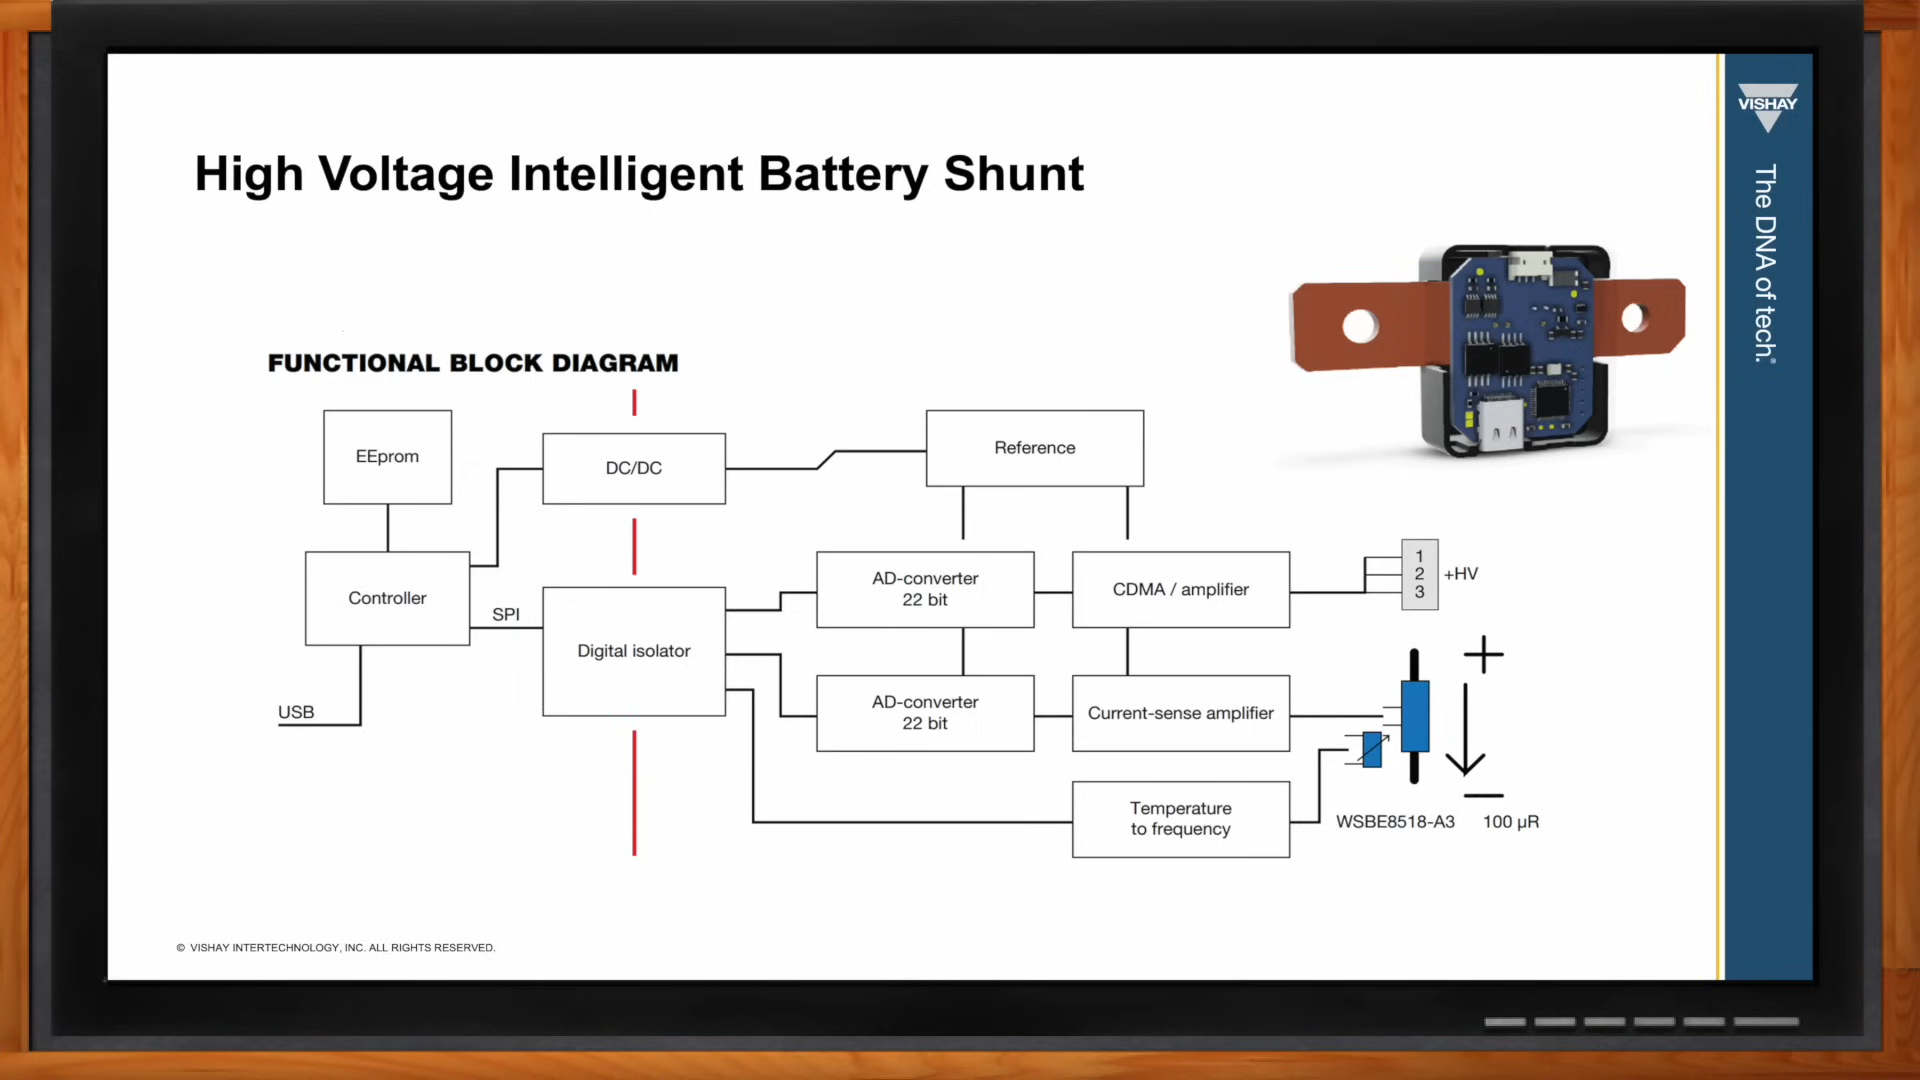 VISHAY
The DNA of tech.®
High Voltage Intelligent Battery Shunt
FUNCTIONAL BLOCK DIAGRAM
EEprom
DC/DC
Reference
Controller
SPI
USB
Digital isolator
AD-converter
22 bit
CDMA / amplifier
1
2
3
+HV
AD-converter
22 bit
Current-sense amplifier
Temperature
to frequency
+
−
WSBE8518-A3 100 µR
© VISHAY INTERTECHNOLOGY, INC. ALL RIGHTS RESERVED.